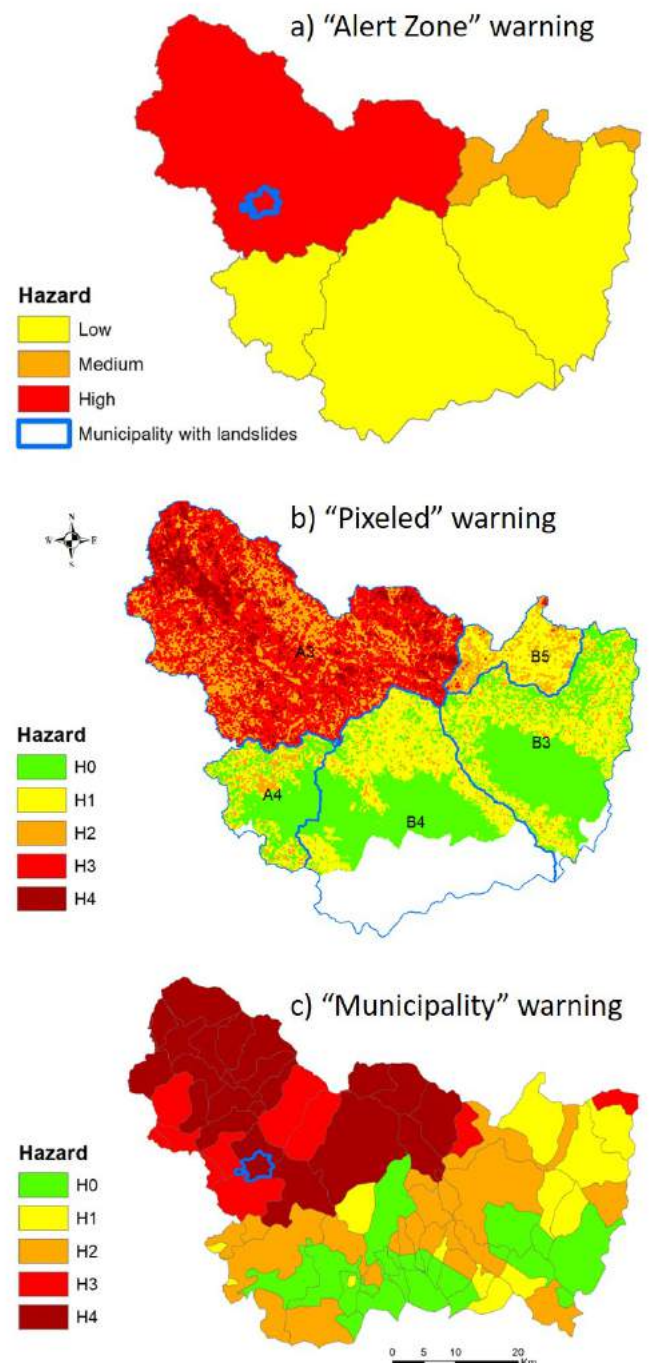 a) “Alert Zone” warning
Hazard
Low
Medium
High
Municipality with landslides
b) “Pixeled” warning
N
W E
S
A3
B5
B3
A4
B4
Hazard
H0
H1
H2
H3
H4
c) “Municipality” warning
Hazard
H0
H1
H2
H3
H4
0 5 10 20
Km